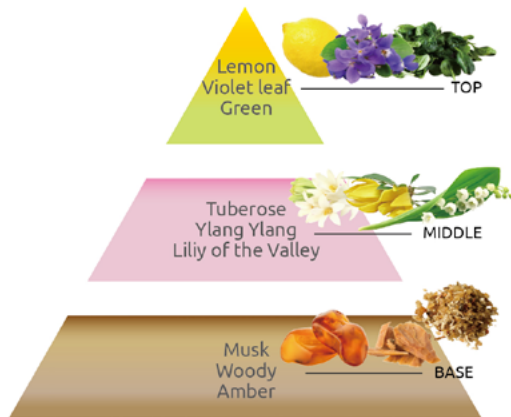 Lemon
Violet leaf
Green
TOP
Tuberose
Ylang Ylang
Liliy of the Valley
MIDDLE
Musk
Woody
Amber
BASE